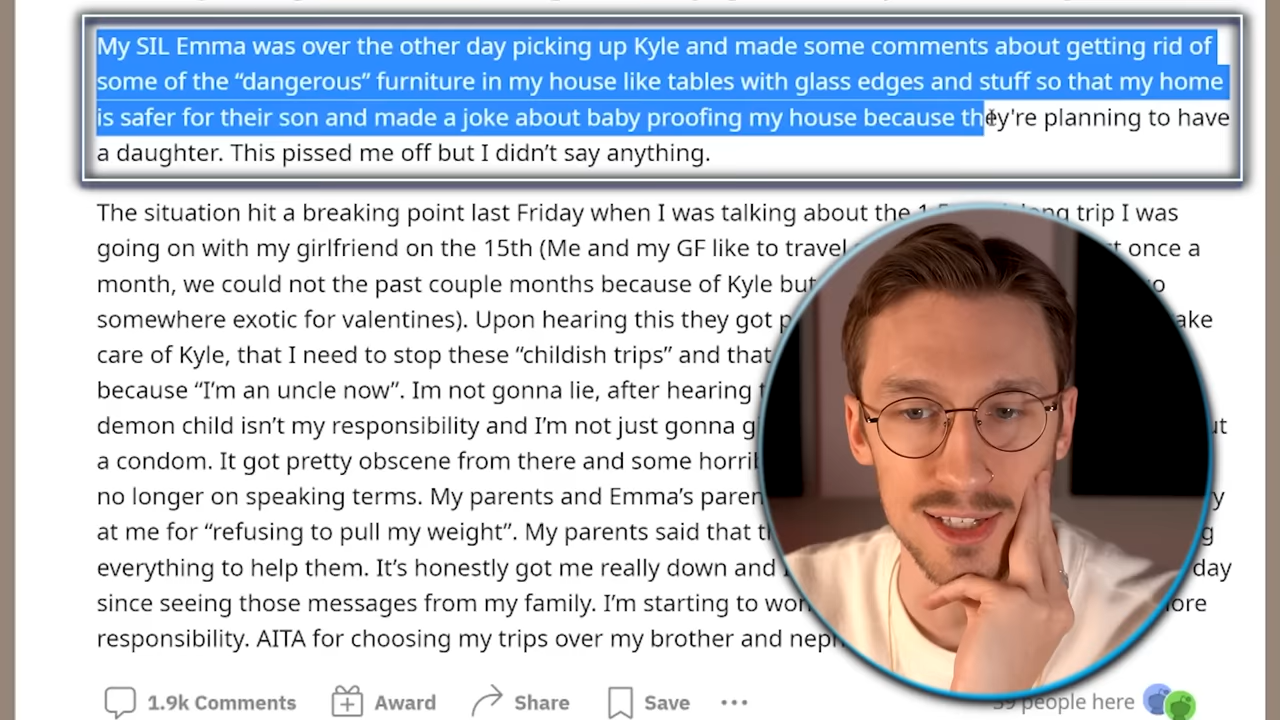 My SIL Emma was over the other day picking up Kyle and made some comments about getting rid of
some of the “dangerous” furniture in my house like tables with glass edges and stuff so that my home
is safer for their son and made a joke about baby proofing my house because they're planning to have
a daughter. This pissed me off but I didn’t say anything.
The situation hit a breaking point last Friday when I was talking about the trip I was
going on with my girlfriend on the 15th (Me and my GF like to travel once a
month, we could not the past couple months because of Kyle but
somewhere exotic for valentines). Upon hearing this they got
care of Kyle, that I need to stop these “childish trips” and that
because “I’m an uncle now”. Im not gonna lie, after hearing
demon child isn’t my responsibility and I’m not just gonna
a condom. It got pretty obscene from there and some
no longer on speaking terms. My parents and Emma’s
at me for “refusing to pull my weight”. My parents said that
everything to help them. It’s honestly got me really down and day
since seeing those messages from my family. I’m starting to
responsibility. AITA for choosing my trips over my brother and
1.9k Comments Award Share Save ••• 39 people here